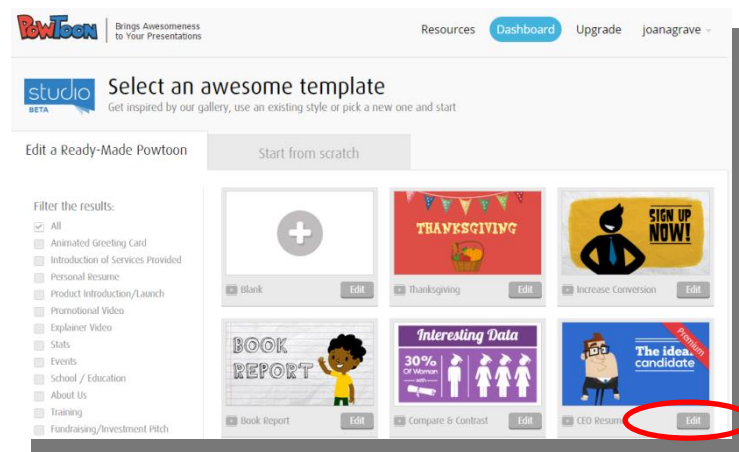 PowToon
Brings Awesomeness
to Your Presentations
Resources
Dashboard
Upgrade
joanagrave
studio
BETA
Select an awesome template
Get inspired by our gallery, use an existing style or pick a new one and start
Edit a Ready-Made Powtoon
Start from scratch
Filter the results:
All
Animated Greeting Card
Introduction of Services Provided
Personal Resume
Product Introduction/Launch
Promotional Video
Explainer Video
Stats
Events
School / Education
About Us
Training
Fundraising/Investment Pitch
Blank
Edit
THANKSGIVING
Thanksgiving
Edit
SIGN UP
NOW!
Increase Conversion
Edit
BOOK
REPORT
Book Report
Edit
Interesting Data
30%
Of Women
Compare & Contrast
Edit
Premium
The idea.
candidate
CEO Resum
Edit